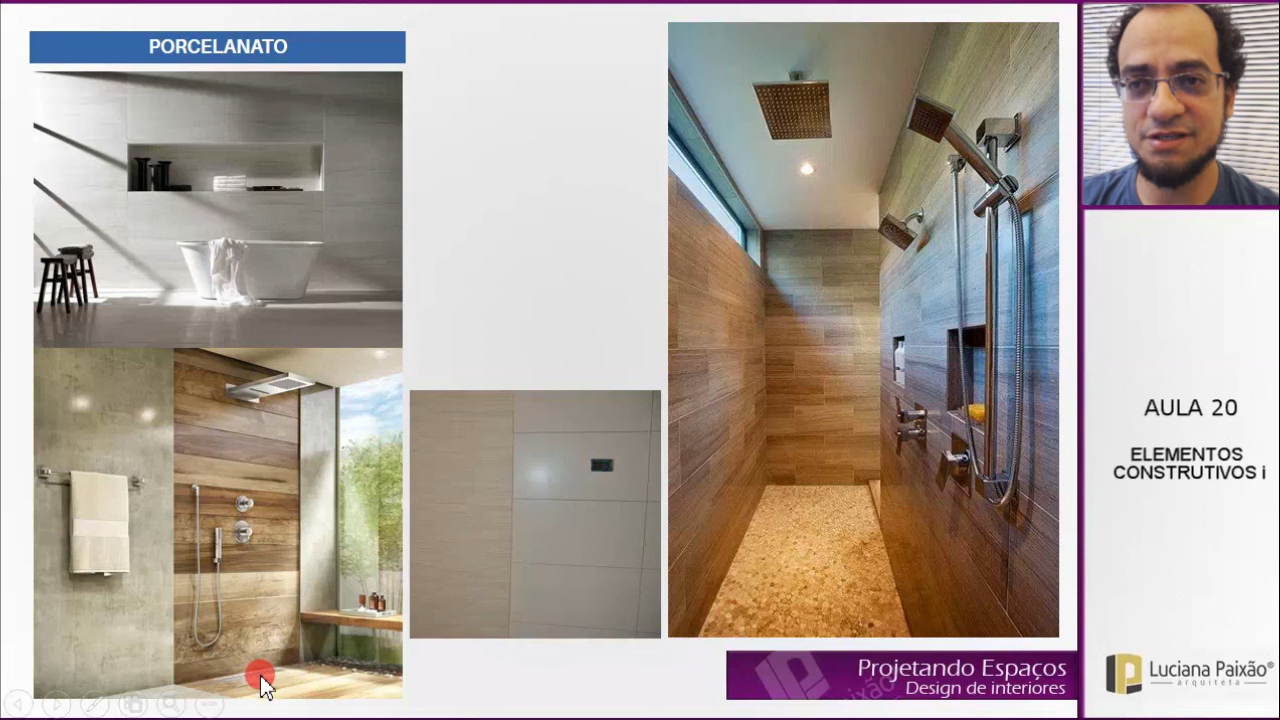 PORCELANATO
AULA 20
ELEMENTOS
CONSTRUTIVOS i
Projetando Espaços
Design de interiores
Luciana Paixão®
arquiteta